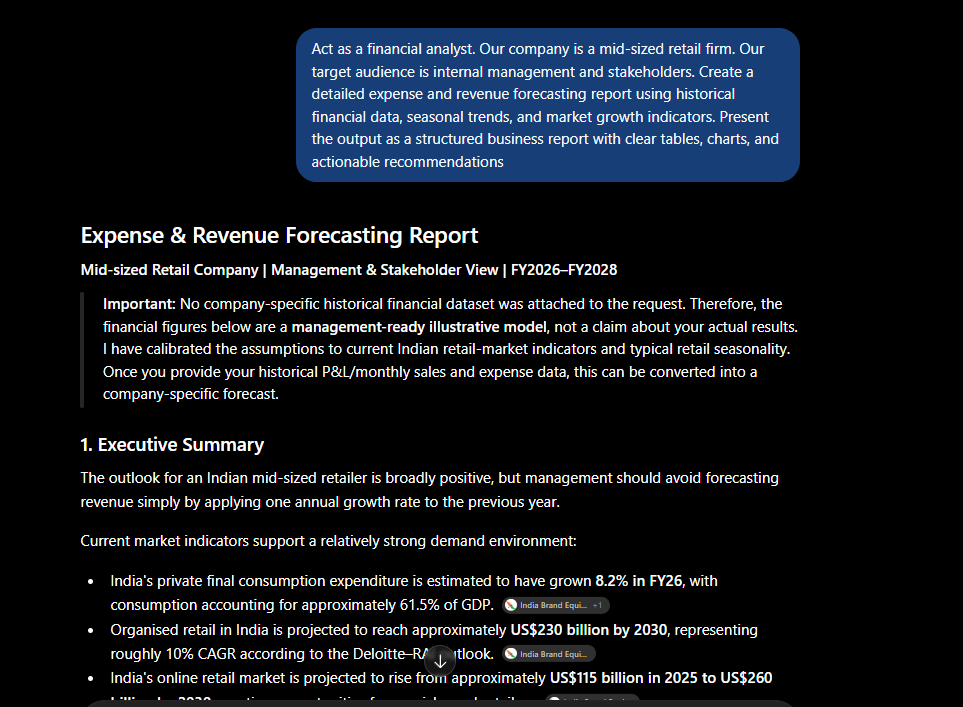 Act as a financial analyst. Our company is a mid-sized retail firm. Our
target audience is internal management and stakeholders. Create a
detailed expense and revenue forecasting report using historical
financial data, seasonal trends, and market growth indicators. Present
the output as a structured business report with clear tables, charts, and
actionable recommendations
Expense & Revenue Forecasting Report
Mid-sized Retail Company | Management & Stakeholder View | FY2026–FY2028
Important: No company-specific historical financial dataset was attached to the request. Therefore, the
financial figures below are a management-ready illustrative model, not a claim about your actual results.
I have calibrated the assumptions to current Indian retail-market indicators and typical retail seasonality.
Once you provide your historical P&L/monthly sales and expense data, this can be converted into a
company-specific forecast.
1. Executive Summary
The outlook for an Indian mid-sized retailer is broadly positive, but management should avoid forecasting
revenue simply by applying one annual growth rate to the previous year.
Current market indicators support a relatively strong demand environment:
• India's private final consumption expenditure is estimated to have grown 8.2% in FY26, with
consumption accounting for approximately 61.5% of GDP. India Brand Equi... +1
• Organised retail in India is projected to reach approximately US$230 billion by 2030, representing
roughly 10% CAGR according to the Deloitte–RA outlook. India Brand Equi...
• India's online retail market is projected to rise from approximately US$115 billion in 2025 to US$260